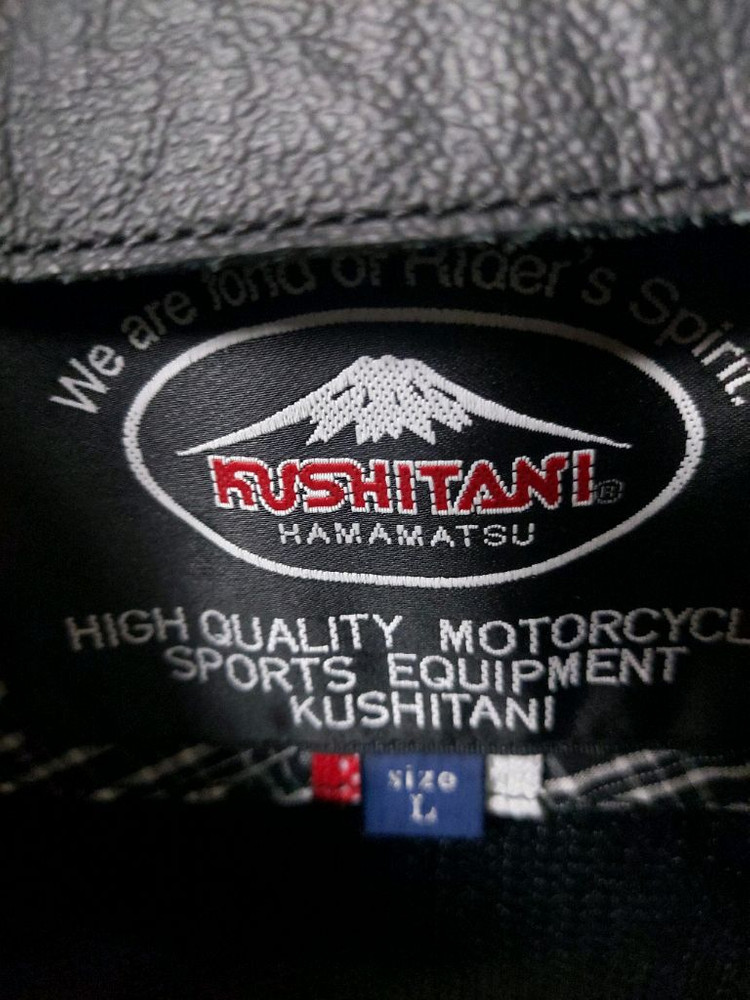 We are fond of Rider's Spirit.
KUSHITANI®
HAMAMATSU
HIGH QUALITY MOTORCYCL
SPORTS EQUIPMENT
KUSHITANI
size
L